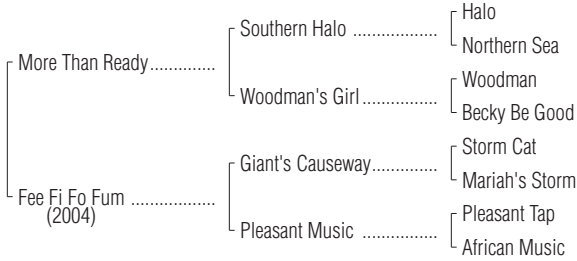 Halo
Southern Halo ..................
Northern Sea
More Than Ready..............
Woodman
Woodman's Girl................
Becky Be Good
Storm Cat
Giant's Causeway..............
Mariah's Storm
Fee Fi Fo Fum ..................
(2004)
Pleasant Tap
Pleasant Music ................
African Music